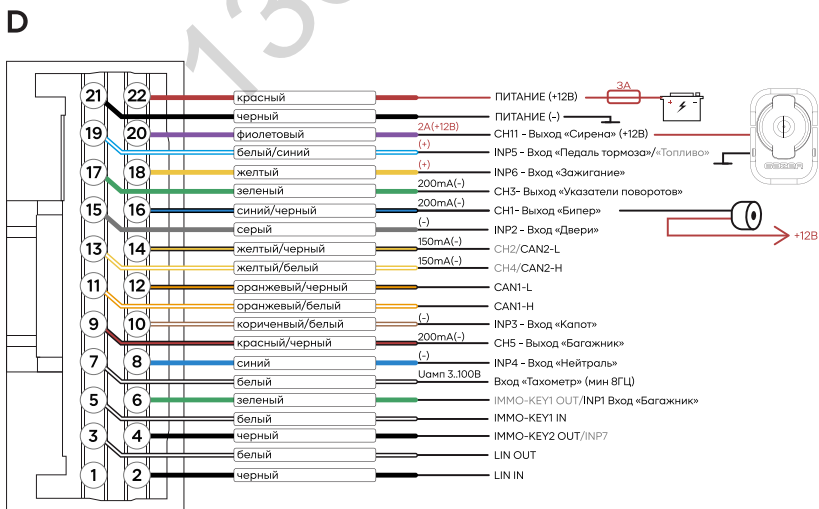 D
13
21 22 красный ПИТАНИЕ (+12В) 3А
черный ПИТАНИЕ (-)
19 20 фиолетовый 2А(+12В) CH11 - Выход «Сирена» (+12В)
белый/синий (+) INP5 - Вход «Педаль тормоза»/«Топливо»
18 желтый (+) INP6 - Вход «Зажигание»
17 зеленый 200mA(-) CH3- Выход «Указатели поворотов»
16 синий/черный 200mA(-) CH1- Выход «Бипер»
15 серый (-) INP2 - Вход «Двери» +12В
14 желтый/черный 150mA(-) CH2/CAN2-L
13 желтый/белый 150mA(-) CH4/CAN2-H
12 оранжевый/черный CAN1-L
11 оранжевый/белый CAN1-H
10 кориченвый/белый (-) INP3 - Вход «Капот»
9 красный/черный 200mA(-) CH5 - Выход «Багажник»
8 синий (-) INP4 - Вход «Нейтраль»
7 белый Uамп 3..100В Вход «Тахометр» (мин 8ГЦ)
6 зеленый IMMO-KEY1 OUT/INP1 Вход «Багажник»
5 белый IMMO-KEY1 IN
4 черный IMMO-KEY2 OUT/INP7
3 белый LIN OUT
1 2 черный LIN IN